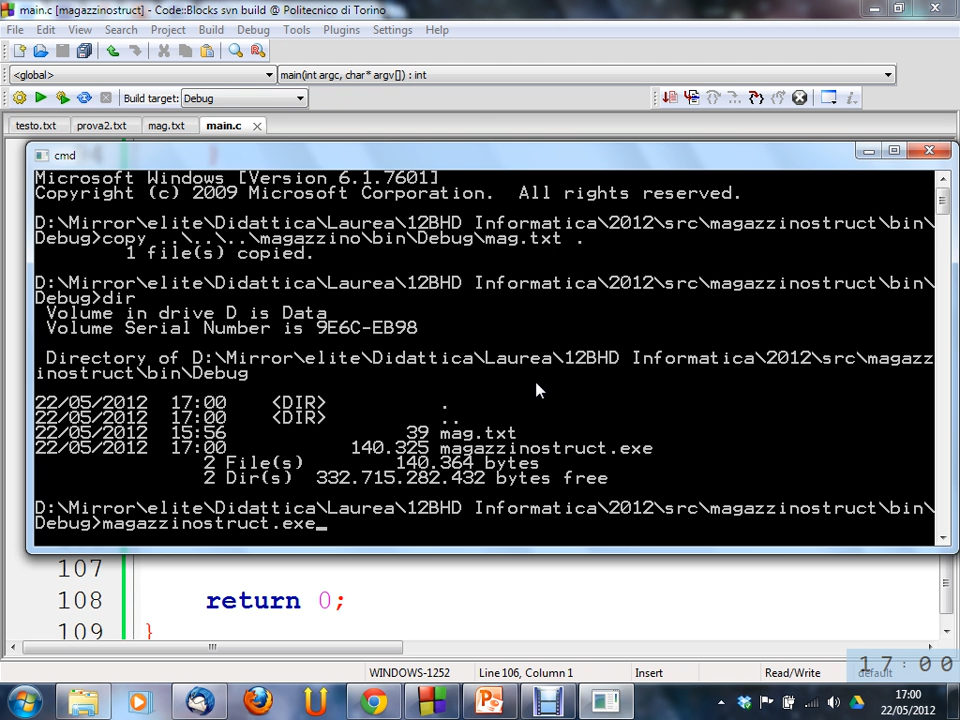 main.c [magazzinostruct] - Code::Blocks svn build @ Politecnico di Torino
File Edit View Search Project Build Debug Tools Plugins Settings Help
<global> main(int argc, char* argv[]) : int
Build target: Debug
testo.txt prova2.txt mag.txt main.c
cmd
Microsoft Windows [Version 6.1.7601]
Copyright (c) 2009 Microsoft Corporation. All rights reserved.
D:\Mirror\elite\Didattica\Laurea\12BHD Informatica\2012\src\magazzinostruct\bin\
Debug>copy ..\..\..\magazzino\bin\Debug\mag.txt .
1 file(s) copied.
D:\Mirror\elite\Didattica\Laurea\12BHD Informatica\2012\src\magazzinostruct\bin\
Debug>dir
Volume in drive D is Data
Volume Serial Number is 9E6C-EB98
Directory of D:\Mirror\elite\Didattica\Laurea\12BHD Informatica\2012\src\magazz
inostruct\bin\Debug
22/05/2012 17:00 <DIR> .
22/05/2012 17:00 <DIR> ..
22/05/2012 15:56 39 mag.txt
22/05/2012 17:00 140.325 magazzinostruct.exe
2 File(s) 140.364 bytes
2 Dir(s) 332.715.282.432 bytes free
D:\Mirror\elite\Didattica\Laurea\12BHD Informatica\2012\src\magazzinostruct\bin\
Debug>magazzinostruct.exe_
107
108 return 0;
109 }
WINDOWS-1252 Line 106, Column 1 Insert Read/Write default
17:00
17:00
22/05/2012